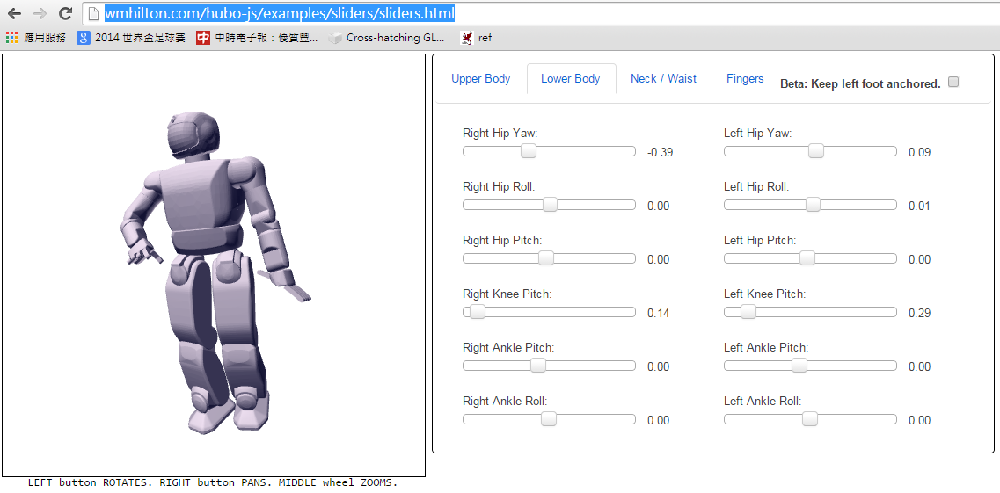 wmhilton.com/hubo-js/examples/sliders/sliders.html
應用服務 2014 世界盃足球賽 中 中時電子報：優質豐... Cross-hatching GL... ref
Upper Body Lower Body Neck / Waist Fingers Beta: Keep left foot anchored.
Right Hip Yaw: Left Hip Yaw:
-0.39 0.09
Right Hip Roll: Left Hip Roll:
0.00 0.01
Right Hip Pitch: Left Hip Pitch:
0.00 0.00
Right Knee Pitch: Left Knee Pitch:
0.14 0.29
Right Ankle Pitch: Left Ankle Pitch:
0.00 0.00
Right Ankle Roll: Left Ankle Roll:
0.00 0.00
LEFT button ROTATES. RIGHT button PANS. MIDDLE wheel ZOOMS.